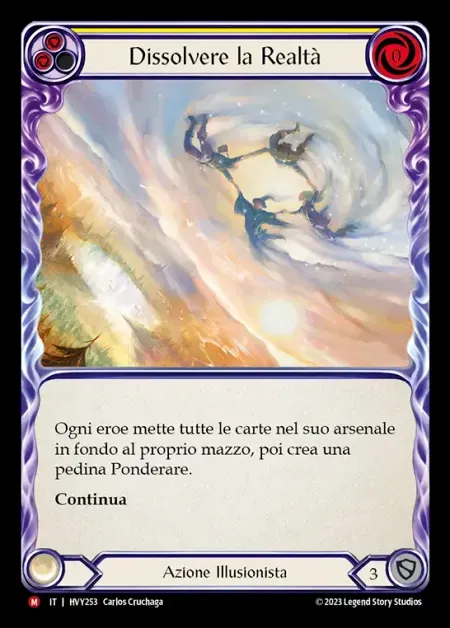 Dissolvere la Realtà
0
Ogni eroe mette tutte le carte nel suo arsenale
in fondo al proprio mazzo, poi crea una
pedina Ponderare.
Continua
Azione Illusionista
3
M IT | HVY253 Carlos Cruchaga
© 2023 Legend Story Studios